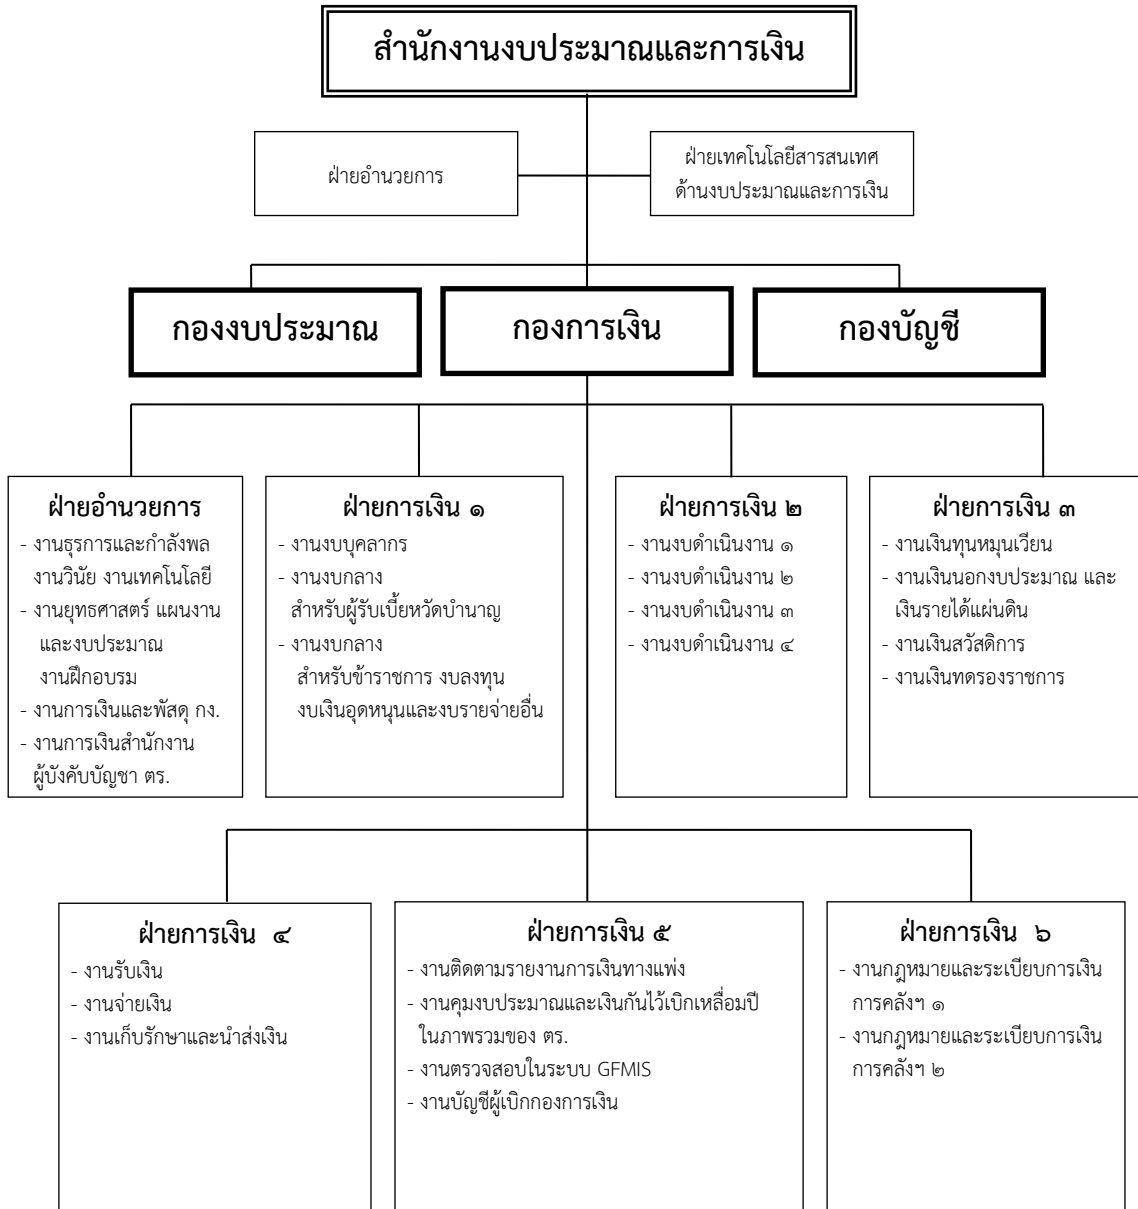 สำนักงานงบประมาณและการเงิน
ฝ่ายอำนวยการ
ฝ่ายเทคโนโลยีสารสนเทศ
ด้านงบประมาณและการเงิน
กองงบประมาณ
กองการเงิน
กองบัญชี
ฝ่ายอำนวยการ
- งานธุรการและกำลังพล
งานวินัย งานเทคโนโลยี
- งานยุทธศาสตร์ แผนงาน
และงบประมาณ
งานฝึกอบรม
- งานการเงินและพัสดุ กง.
- งานการเงินสำนักงาน
ผู้บังคับบัญชา ตร.
ฝ่ายการเงิน ๑
- งานงบบุคลากร
- งานงบกลาง
สำหรับผู้รับเบี้ยหวัดบำนาญ
- งานงบกลาง
สำหรับข้าราชการ งบลงทุน
งบเงินอุดหนุนและงบรายจ่ายอื่น
ฝ่ายการเงิน ๒
- งานงบดำเนินงาน ๑
- งานงบดำเนินงาน ๒
- งานงบดำเนินงาน ๓
- งานงบดำเนินงาน ๔
ฝ่ายการเงิน ๓
- งานเงินทุนหมุนเวียน
- งานเงินนอกงบประมาณ และ
เงินรายได้แผ่นดิน
- งานเงินสวัสดิการ
- งานเงินทดรองราชการ
ฝ่ายการเงิน ๔
- งานรับเงิน
- งานจ่ายเงิน
- งานเก็บรักษาและนำส่งเงิน
ฝ่ายการเงิน ๕
- งานติดตามรายงานการเงินทางแพ่ง
- งานคุมงบประมาณและเงินกันไว้เบิกเหลื่อมปี
ในภาพรวมของ ตร.
- งานตรวจสอบในระบบ GFMIS
- งานบัญชีผู้เบิกกองการเงิน
ฝ่ายการเงิน ๖
- งานกฎหมายและระเบียบการเงิน
การคลังฯ ๑
- งานกฎหมายและระเบียบการเงิน
การคลังฯ ๒